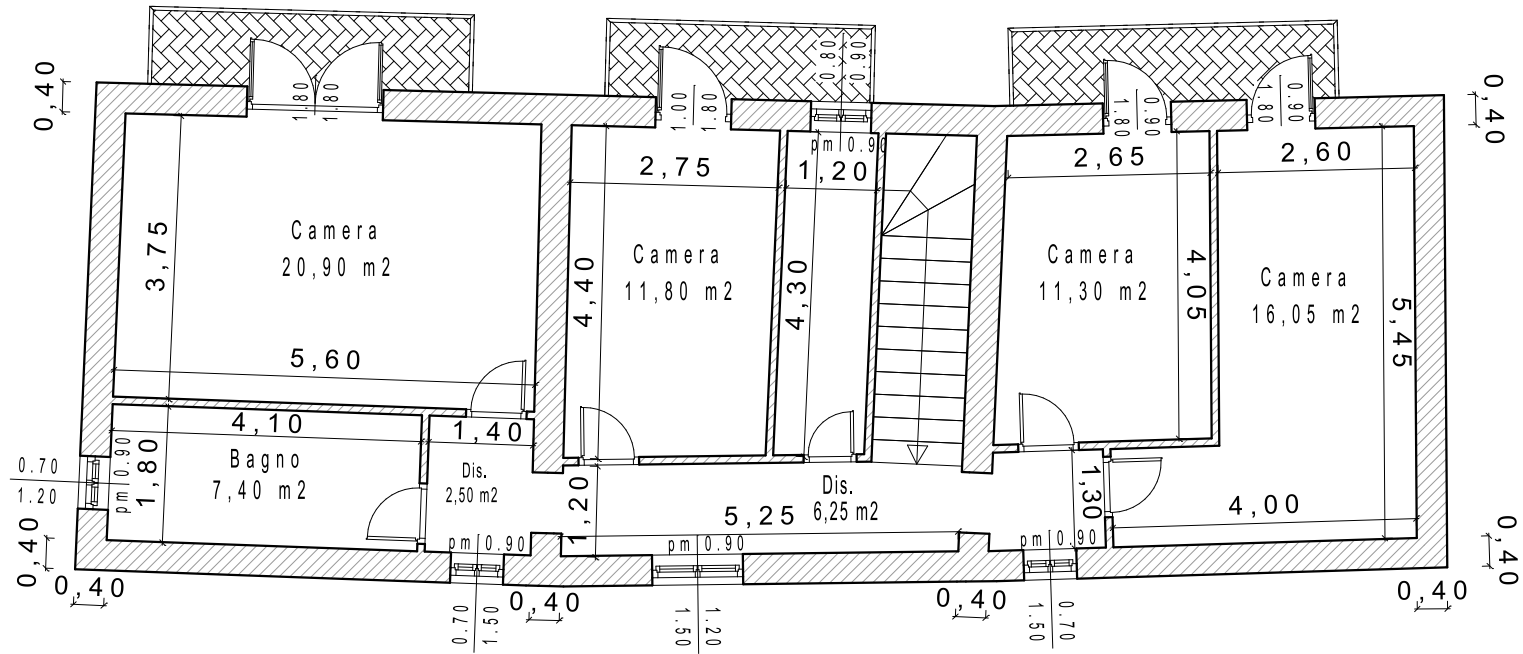 0,40
1.80
1.80
1.00
1.80
0.80
0.90
pm 0.90
1.80
0.90
1.80
0.90
0,40
2,75
1,20
2,65
2,60
3,75
Camera
20,90 m2
4,40
Camera
11,80 m2
4,30
Camera
11,30 m2
4,05
Camera
16,05 m2
5,45
5,60
4,10
1,40
Bagno
7,40 m2
1,80
pm 0.90
0.70
1.20
Dis.
2,50 m2
1,20
5,25
Dis.
6,25 m2
1,30
4,00
pm 0.90
pm 0.90
pm 0.90
0,40
0,40
0,40
0,40
0,40
0,40
0.70
1.50
1.50
1.20
1.50
0.70